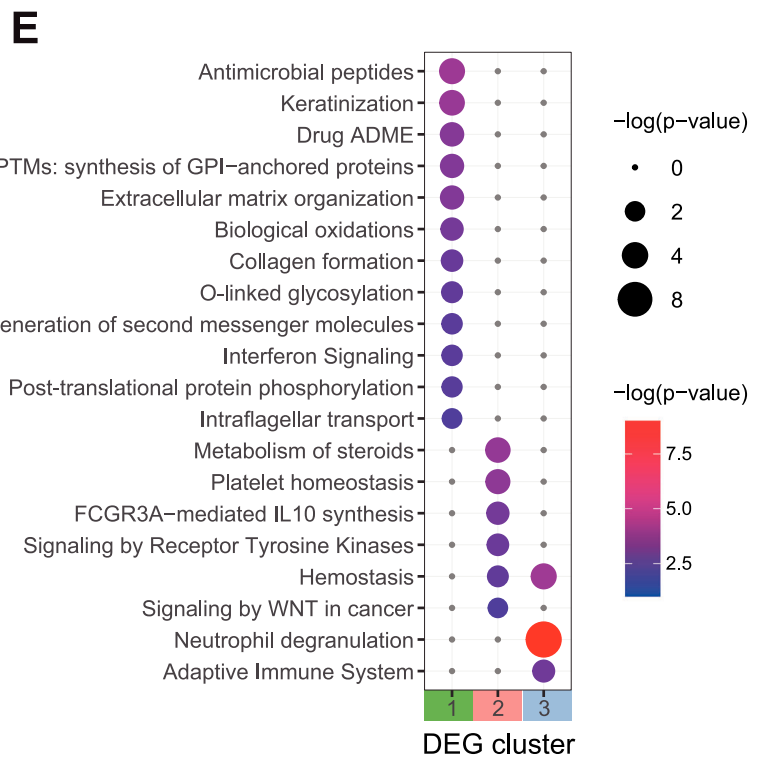 E
Antimicrobial peptides
Keratinization
Drug ADME
PTMs: synthesis of GPI−anchored proteins
Extracellular matrix organization
Biological oxidations
Collagen formation
O-linked glycosylation
eneration of second messenger molecules
Interferon Signaling
Post-translational protein phosphorylation
Intraflagellar transport
Metabolism of steroids
Platelet homeostasis
FCGR3A−mediated IL10 synthesis
Signaling by Receptor Tyrosine Kinases
Hemostasis
Signaling by WNT in cancer
Neutrophil degranulation
Adaptive Immune System
1 2 3
DEG cluster
−log(p−value)
0
2
4
8
−log(p−value)
7.5
5.0
2.5